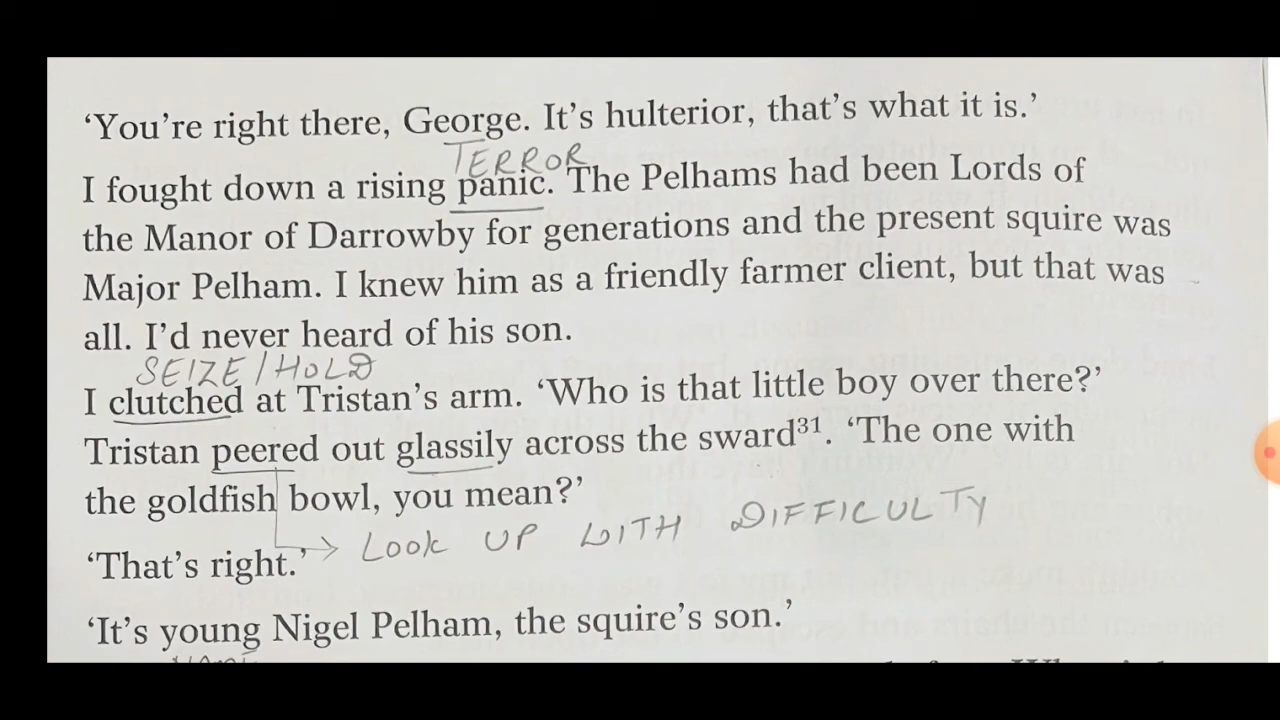 ‘You’re right there, George. It’s hulterior, that’s what it is.’
TERROR
I fought down a rising panic. The Pelhams had been Lords of
the Manor of Darrowby for generations and the present squire was
Major Pelham. I knew him as a friendly farmer client, but that was
all. I’d never heard of his son.
SEIZE/HOLD
I clutched at Tristan’s arm. ‘Who is that little boy over there?’
Tristan peered out glassily across the sward³¹. ‘The one with
the goldfish bowl, you mean?’
LOOK UP WITH DIFFICULTY
‘That’s right.’
‘It’s young Nigel Pelham, the squire’s son.’